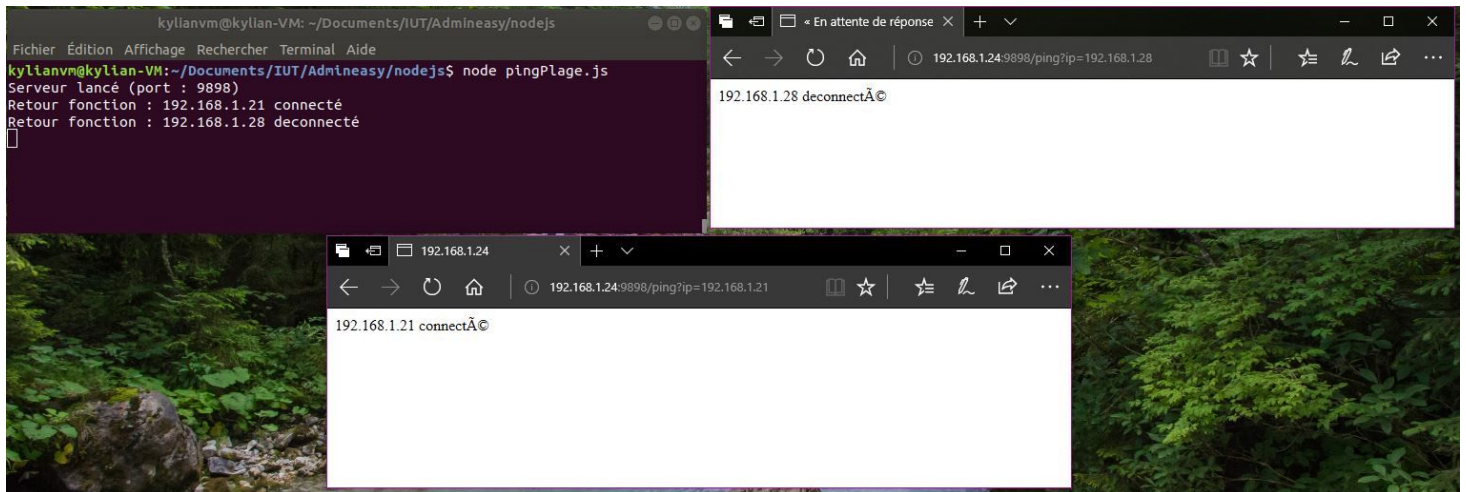 kylianvm@kylian-VM: ~/Documents/IUT/Admineasy/nodejs
Fichier Édition Affichage Rechercher Terminal Aide
kylianvm@kylian-VM:~/Documents/IUT/Admineasy/nodejs$ node pingPlage.js
Serveur lancé (port : 9898)
Retour fonction : 192.168.1.21 connecté
Retour fonction : 192.168.1.28 deconnecté
« En attente de réponse
192.168.1.24:9898/ping?ip=192.168.1.28
192.168.1.28 deconnectÃ©
192.168.1.24
192.168.1.24:9898/ping?ip=192.168.1.21
192.168.1.21 connectÃ©